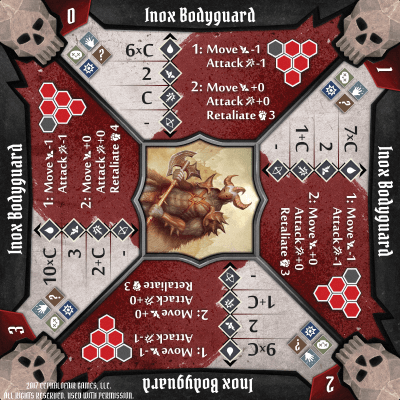 0
Inox Bodyguard
?
6xC
2
C
-
1: Move -1
Attack -1
2: Move +0
Attack +0
Retaliate 3
1
Inox Bodyguard
?
7xC
2
1+C
-
1: Move -1
Attack -1
2: Move +0
Attack +0
Retaliate 3
2
Inox Bodyguard
?
9xC
2
1+C
-
1: Move -1
Attack -1
2: Move +0
Attack +0
Retaliate 3
3
Inox Bodyguard
?
10xC
3
2+C
-
1: Move -1
Attack -1
2: Move +0
Attack +0
Retaliate 4
2017 CEPHALOFAIR GAMES, LLC.
ALL RIGHTS RESERVED. USED WITH PERMISSION.